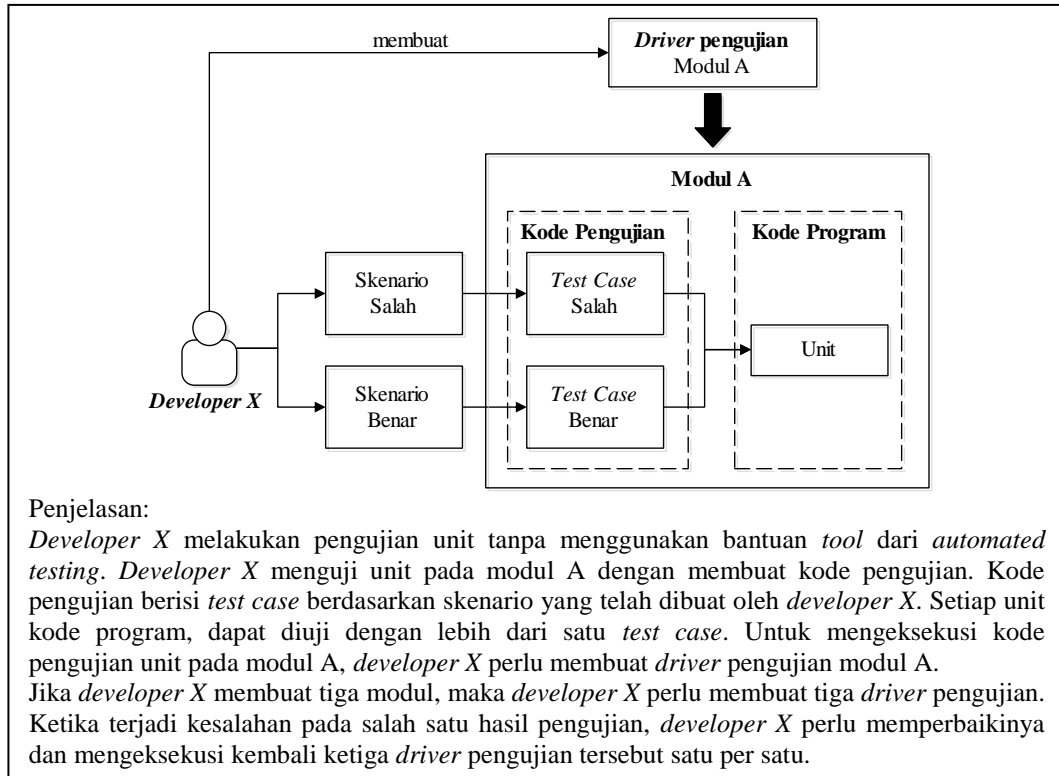 membuat
Driver pengujian
Modul A
Modul A
Kode Pengujian
Kode Program
Skenario
Salah
Test Case
Salah
Unit
Skenario
Benar
Test Case
Benar
Developer X
Penjelasan:
Developer X melakukan pengujian unit tanpa menggunakan bantuan tool dari automated
testing. Developer X menguji unit pada modul A dengan membuat kode pengujian. Kode
pengujian berisi test case berdasarkan skenario yang telah dibuat oleh developer X. Setiap unit
kode program, dapat diuji dengan lebih dari satu test case. Untuk mengeksekusi kode
pengujian unit pada modul A, developer X perlu membuat driver pengujian modul A.
Jika developer X membuat tiga modul, maka developer X perlu membuat tiga driver pengujian.
Ketika terjadi kesalahan pada salah satu hasil pengujian, developer X perlu memperbaikinya
dan mengeksekusi kembali ketiga driver pengujian tersebut satu per satu.